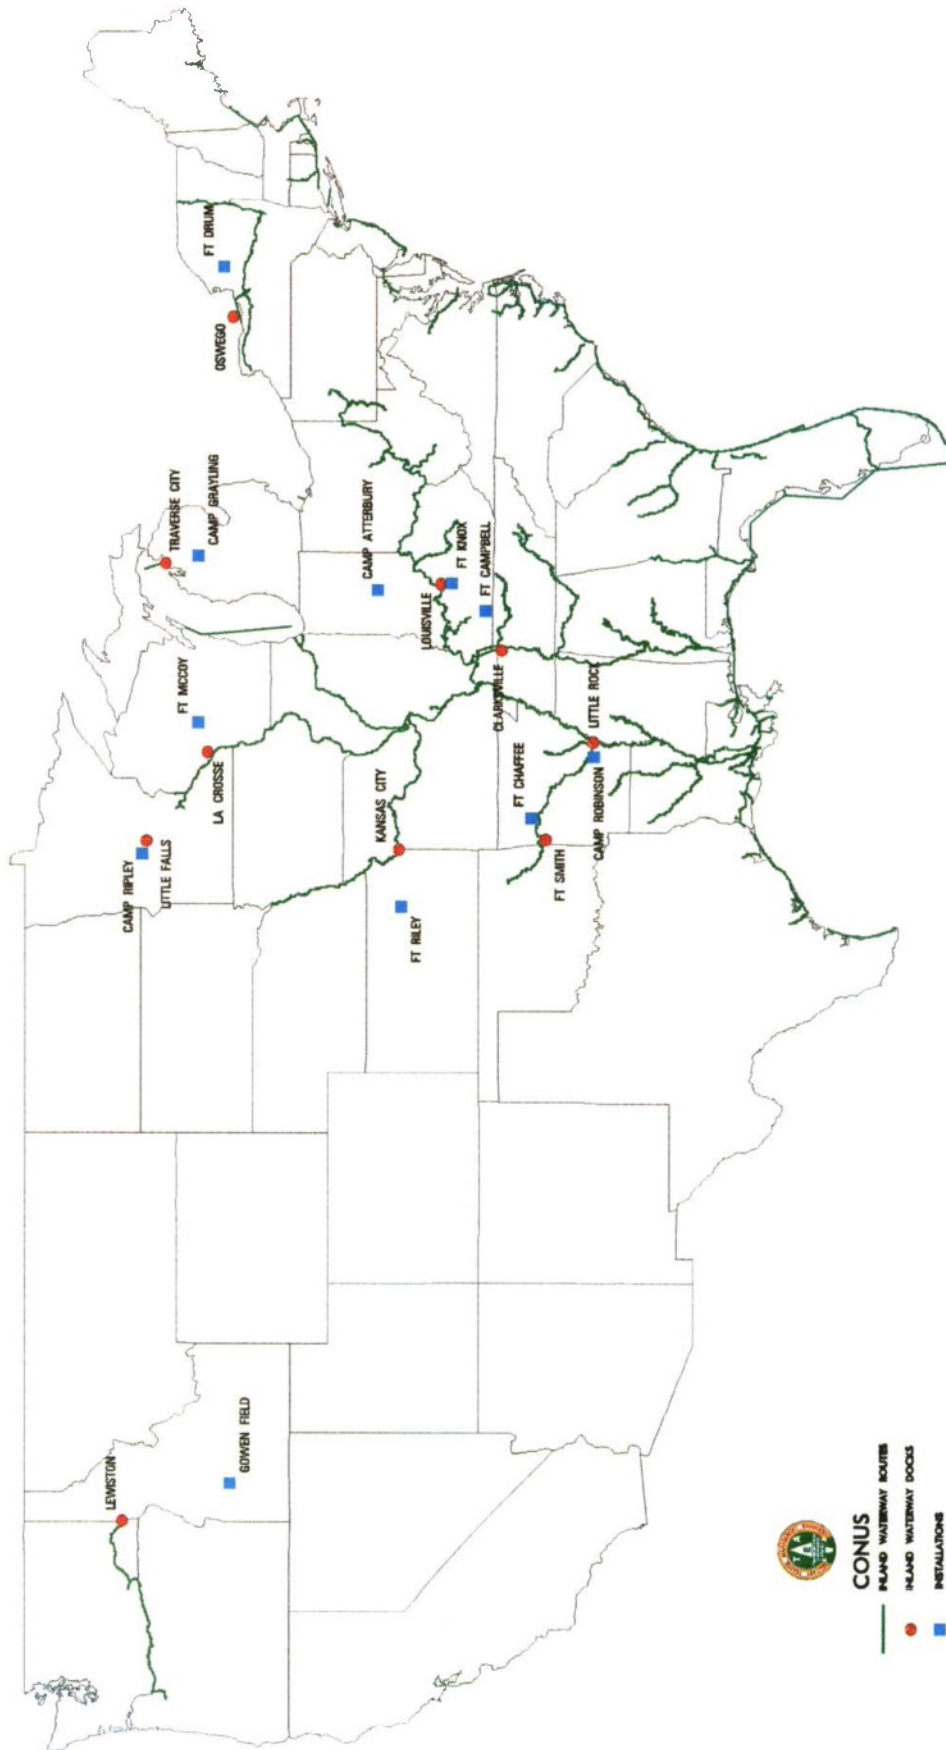 LEWISTON
GOWEN FIELD
CAMP RIPLEY
LITTLE FALLS
LA CROSSE
FT MCCOY
TRAVERSE CITY
CAMP GRAYLING
OSWEGO
FT DRUM
KANSAS CITY
FT RILEY
CAMP ATTERBURY
LOUISVILLE
FT KNOX
FT CAMPBELL
CLARKSVILLE
FT CHAFFEE
FT SMITH
LITTLE ROCK
CAMP ROBINSON
CONUS
INLAND WATERWAY ROUTES
INLAND WATERWAY DOCKS
INSTALLATIONS